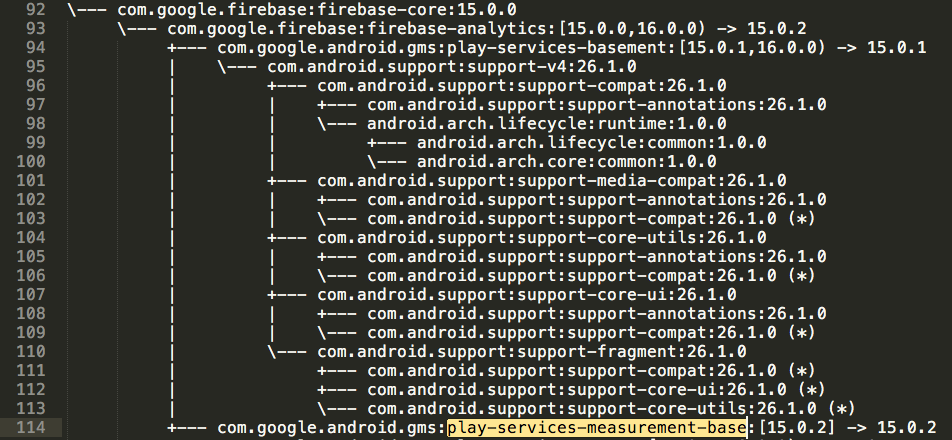 92 \--- com.google.firebase:firebase-core:15.0.0
93      \--- com.google.firebase:firebase-analytics:[15.0.0,16.0.0) -> 15.0.2
94           +--- com.google.android.gms:play-services-basement:[15.0.1,16.0.0) -> 15.0.1
95           |    \--- com.android.support:support-v4:26.1.0
96           |         +--- com.android.support:support-compat:26.1.0
97           |         |    +--- com.android.support:support-annotations:26.1.0
98           |         |    \--- android.arch.lifecycle:runtime:1.0.0
99           |         |         +--- android.arch.lifecycle:common:1.0.0
100          |         |         \--- android.arch.core:common:1.0.0
101          |         +--- com.android.support:support-media-compat:26.1.0
102          |         |    +--- com.android.support:support-annotations:26.1.0
103          |         |    \--- com.android.support:support-compat:26.1.0 (*)
104          |         +--- com.android.support:support-core-utils:26.1.0
105          |         |    +--- com.android.support:support-annotations:26.1.0
106          |         |    \--- com.android.support:support-compat:26.1.0 (*)
107          |         +--- com.android.support:support-core-ui:26.1.0
108          |         |    +--- com.android.support:support-annotations:26.1.0
109          |         |    \--- com.android.support:support-compat:26.1.0 (*)
110          |         \--- com.android.support:support-fragment:26.1.0
111          |              +--- com.android.support:support-compat:26.1.0 (*)
112          |              +--- com.android.support:support-core-ui:26.1.0 (*)
113          |              \--- com.android.support:support-core-utils:26.1.0 (*)
114          +--- com.google.android.gms:play-services-measurement-base:[15.0.2] -> 15.0.2